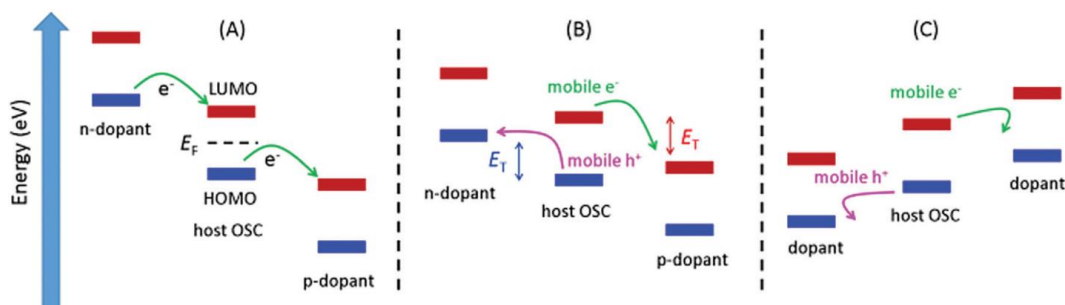 Energy (eV)
(A)
e⁻
LUMO
n-dopant
E_F
e⁻
HOMO
host OSC
p-dopant
(B)
mobile e⁻
E_T
E_T
mobile h⁺
n-dopant
host OSC
p-dopant
(C)
mobile e⁻
mobile h⁺
dopant
host OSC
dopant